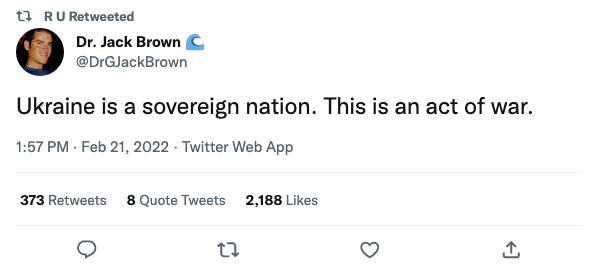 R U Retweeted
Dr. Jack Brown 🌊
@DrGJackBrown
Ukraine is a sovereign nation. This is an act of war.
1:57 PM · Feb 21, 2022 · Twitter Web App
373 Retweets 8 Quote Tweets 2,188 Likes